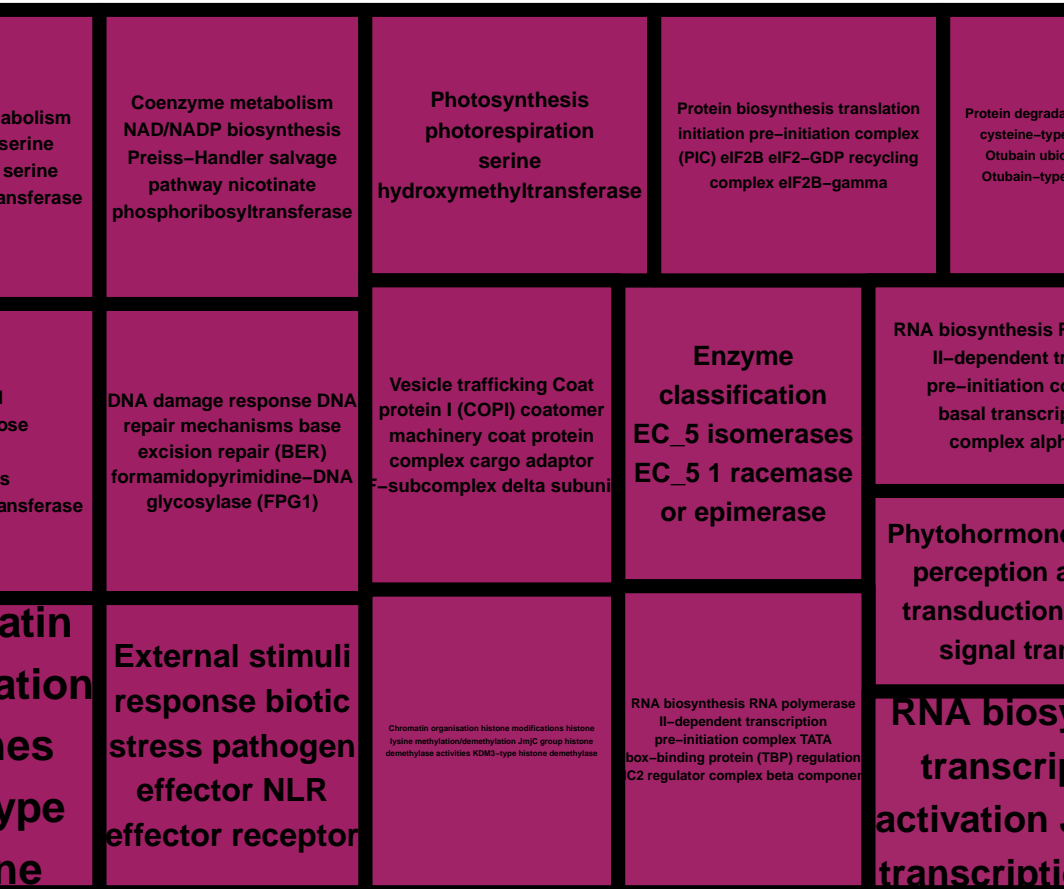 abolism
serine
serine
ansferase
Coenzyme metabolism
NAD/NADP biosynthesis
Preiss–Handler salvage
pathway nicotinate
phosphoribosyltransferase
Photosynthesis
photorespiration
serine
hydroxymethyltransferase
Protein biosynthesis translation
initiation pre–initiation complex
(PIC) eIF2B eIF2–GDP recycling
complex eIF2B–gamma
Protein degrada
cysteine–type
Otubain ubi
Otubain–type
ose
s
ansferase
DNA damage response DNA
repair mechanisms base
excision repair (BER)
formamidopyrimidine–DNA
glycosylase (FPG1)
Vesicle trafficking Coat
protein I (COPI) coatomer
machinery coat protein
complex cargo adaptor
F–subcomplex delta subuni
Enzyme
classification
EC_5 isomerases
EC_5 1 racemase
or epimerase
RNA biosynthesis R
II–dependent tr
pre–initiation co
basal transcrip
complex alph
Phytohormone
perception a
transduction
signal tran
atin
ation
nes
ype
ne
External stimuli
response biotic
stress pathogen
effector NLR
effector receptor
Chromatin organisation histone modifications histone
lysine methylation/demethylation JmjC group histone
demethylase activities KDM3–type histone demethylase
RNA biosynthesis RNA polymerase
II–dependent transcription
pre–initiation complex TATA
box–binding protein (TBP) regulation
C2 regulator complex beta componen
RNA biosy
transcrip
activation
transcripti